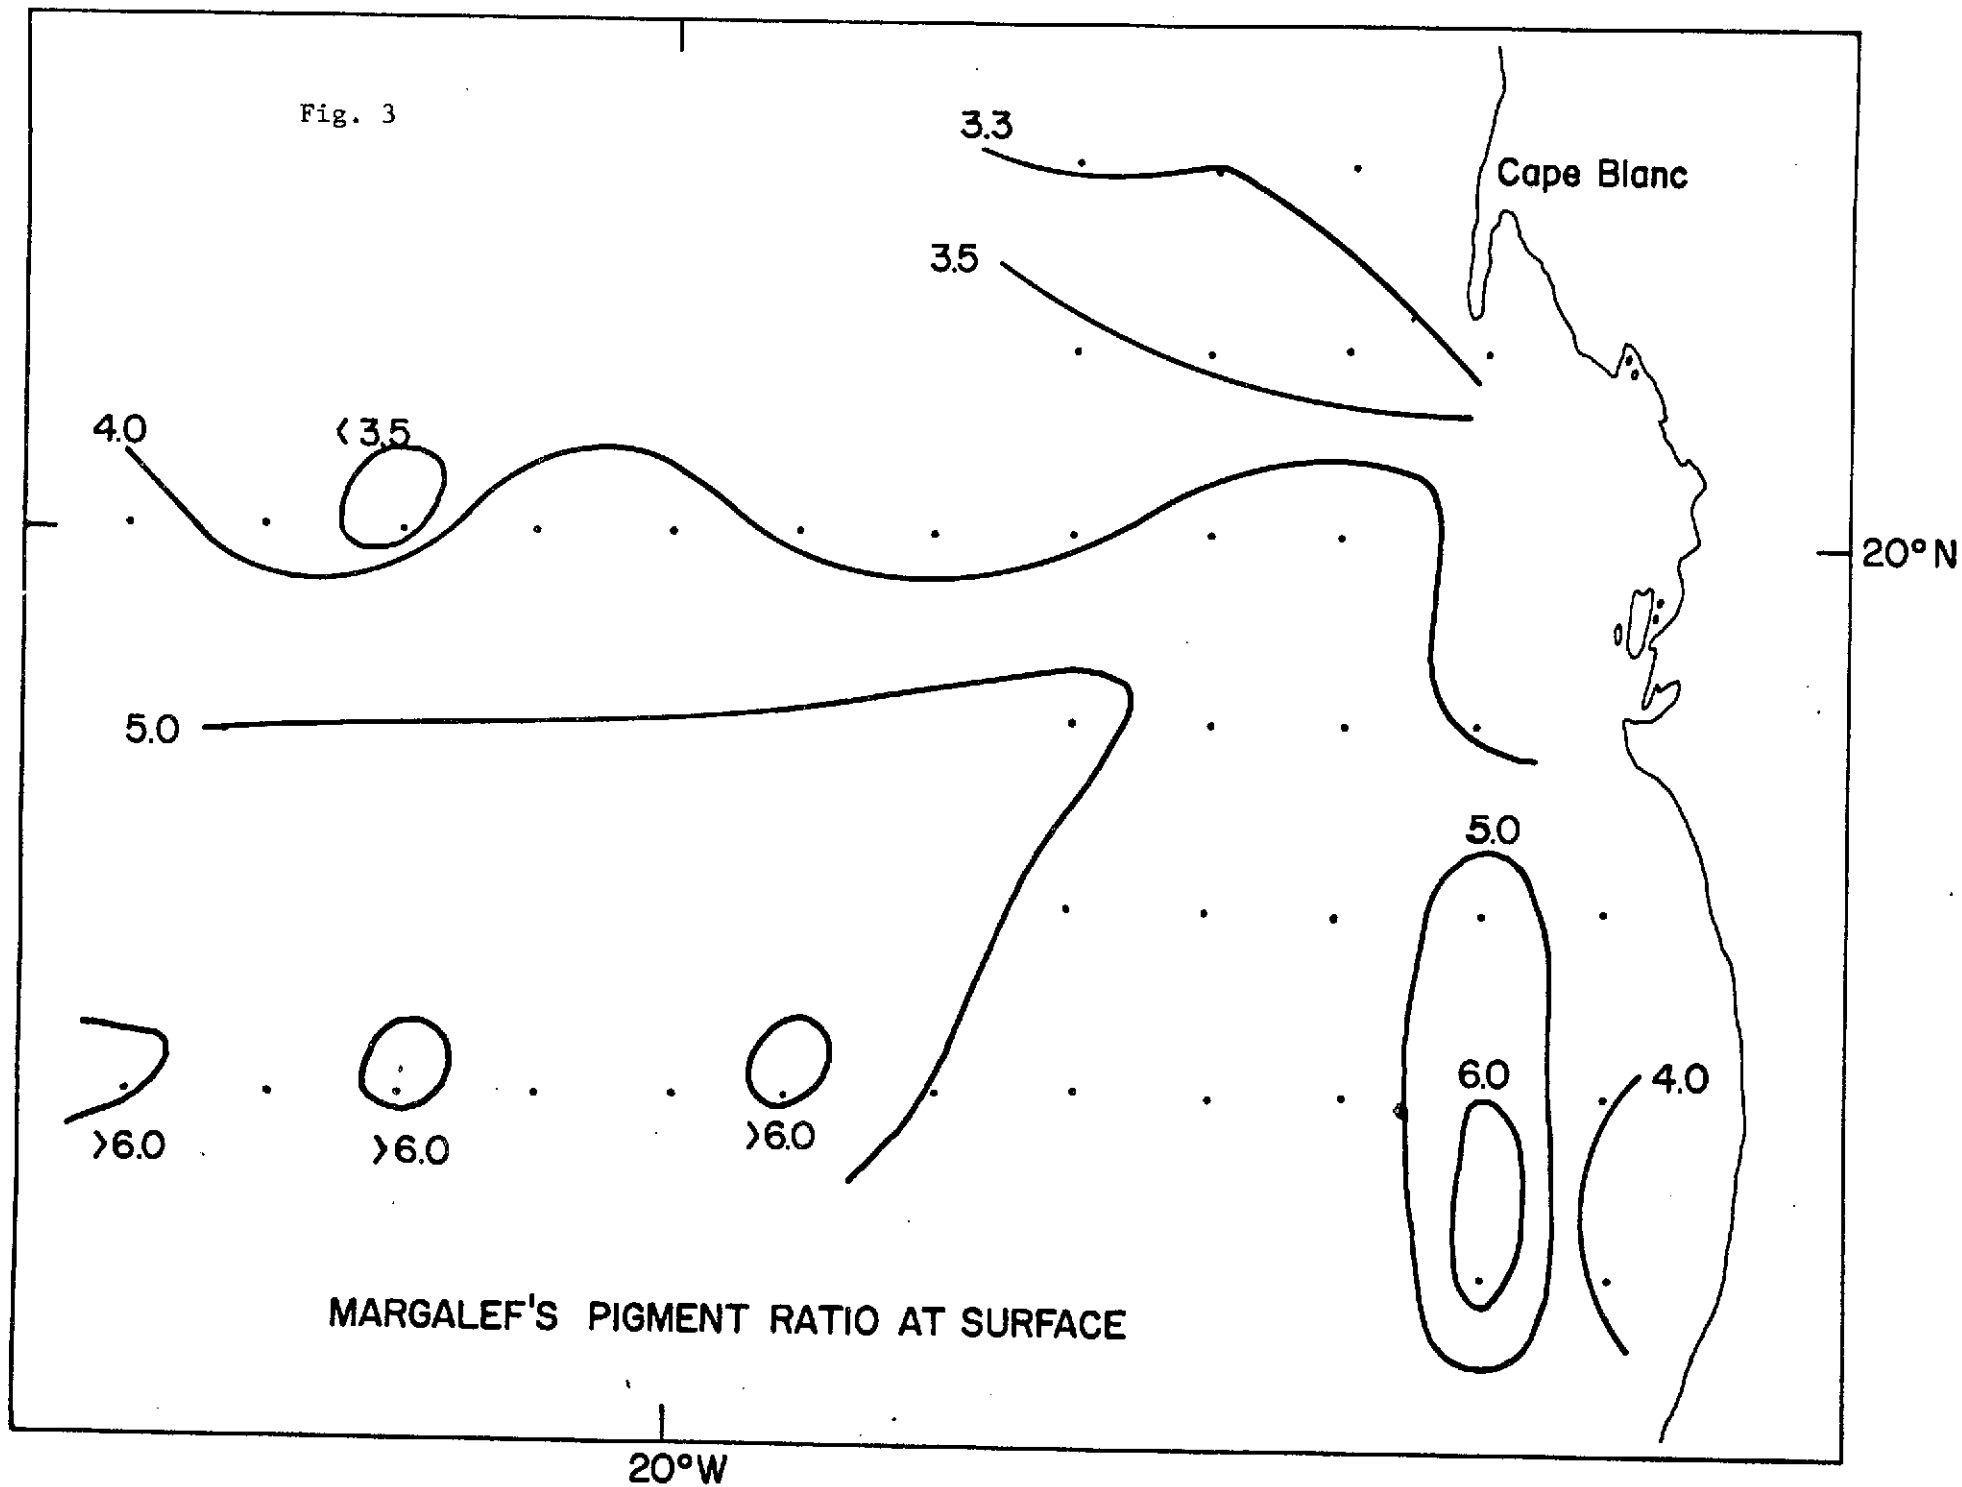 Fig. 3
3.3
Cape Blanc
3.5
4.0
< 3.5
20°N
5.0
5.0
6.0
4.0
>6.0
>6.0
>6.0
MARGALEF'S PIGMENT RATIO AT SURFACE
20°W